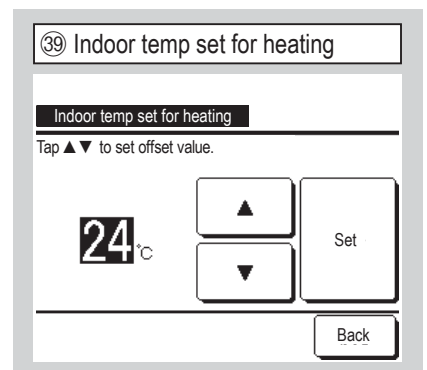 ㊴ Indoor temp set for heating
Indoor temp set for heating
Tap ▲▼ to set offset value.
24℃
▲
▼
Set
Back